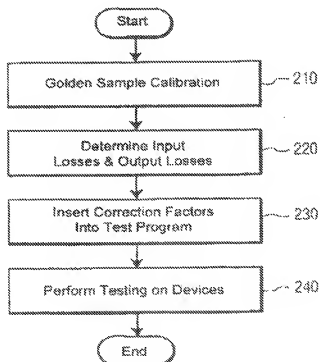 Start
Golden Sample Calibration
210
Determine Input
Losses & Output Losses
220
Insert Correction Factors
Into Test Program
230
Perform Testing on Devices
240
End